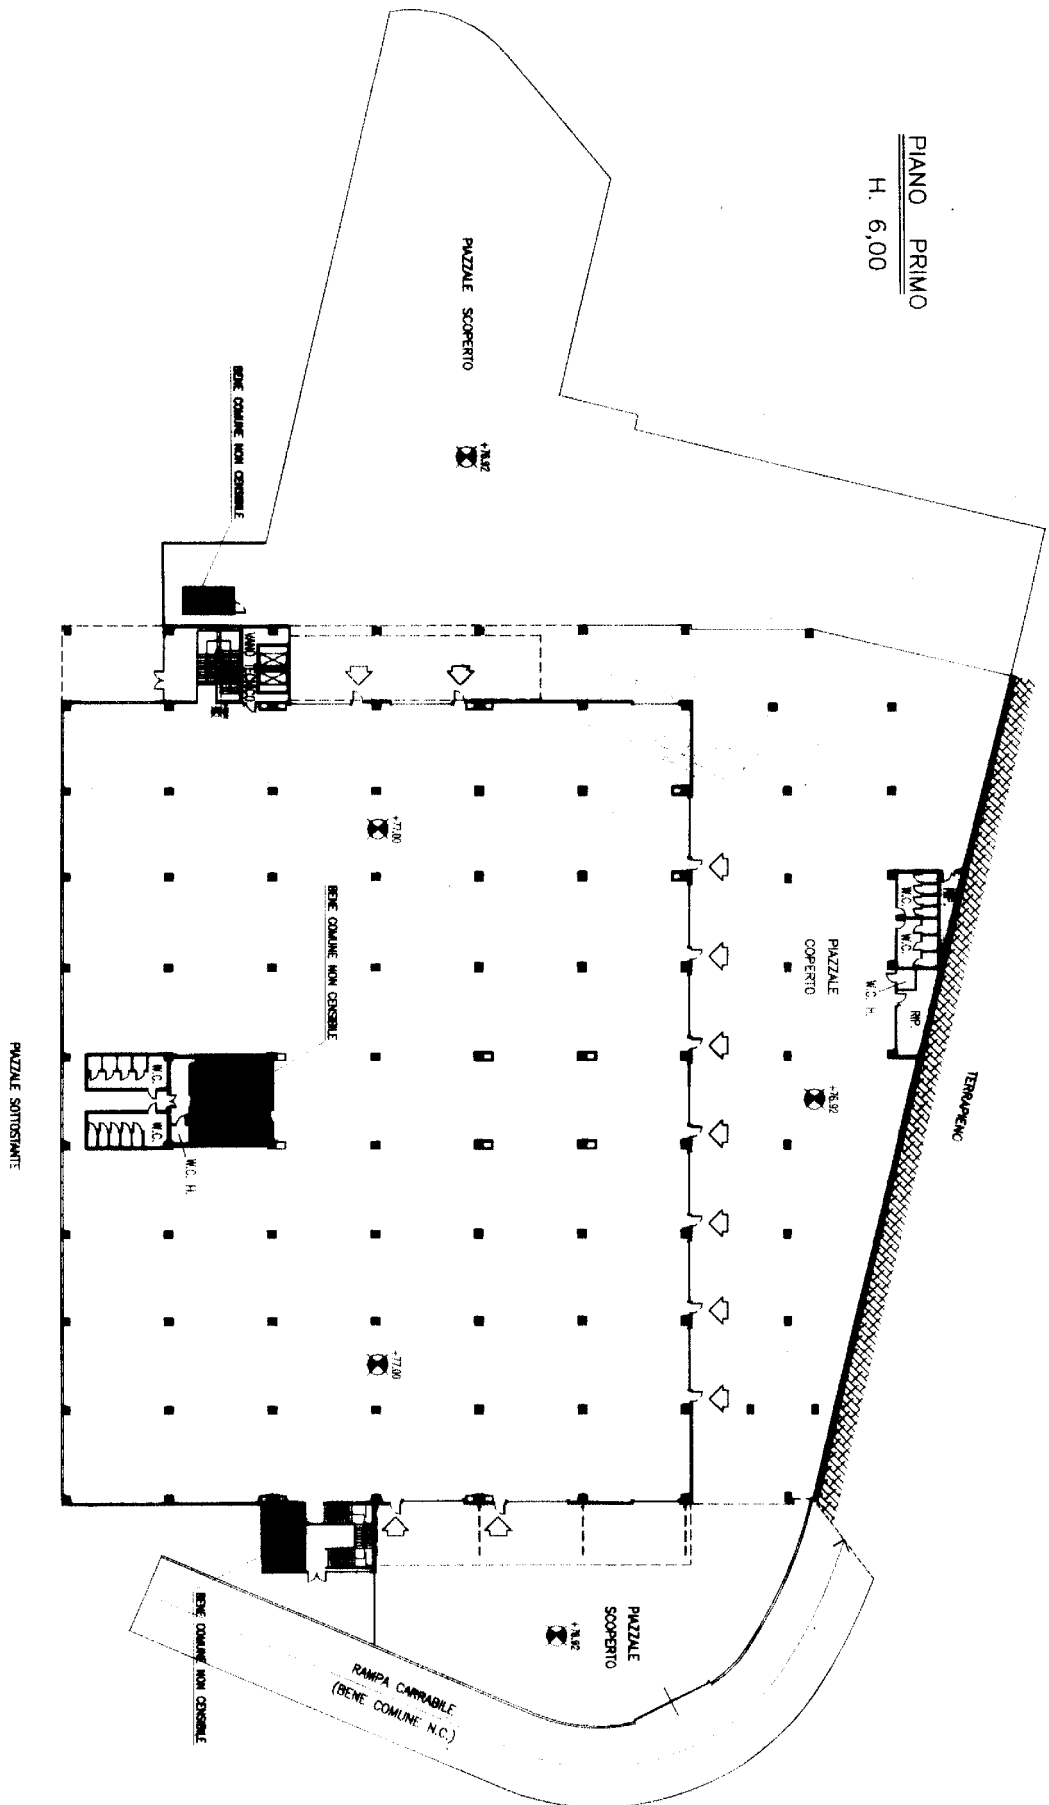 PIANO PRIMO
H. 6,00
PIAZZALE SCOPERTO
+76.92
BENE COMUNE NON CENSIBILE
VANO TECNICO
+77.00
BENE COMUNE NON CENSIBILE
W.C.
W.C.
W.C. H.
RIP.
PIAZZALE
COPERTO
+76.92
TERRAPIENO
W.C.
W.C.
W.C. H.
PIAZZALE SOTTOSTANTE
+77.00
PIAZZALE
SCOPERTO
+76.92
RAMPA CARRABILE
(BENE COMUNE N.C.)
BENE COMUNE NON CENSIBILE